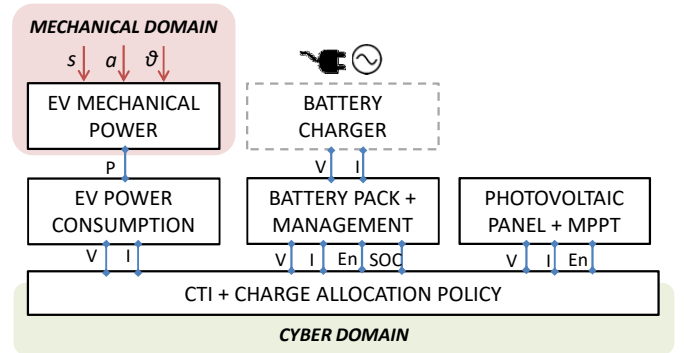 MECHANICAL DOMAIN
s a ϑ
EV MECHANICAL
POWER
BATTERY
CHARGER
P
V I
EV POWER
CONSUMPTION
BATTERY PACK +
MANAGEMENT
PHOTOVOLTAIC
PANEL + MPPT
V I
V I En SOC
V I En
CTI + CHARGE ALLOCATION POLICY
CYBER DOMAIN